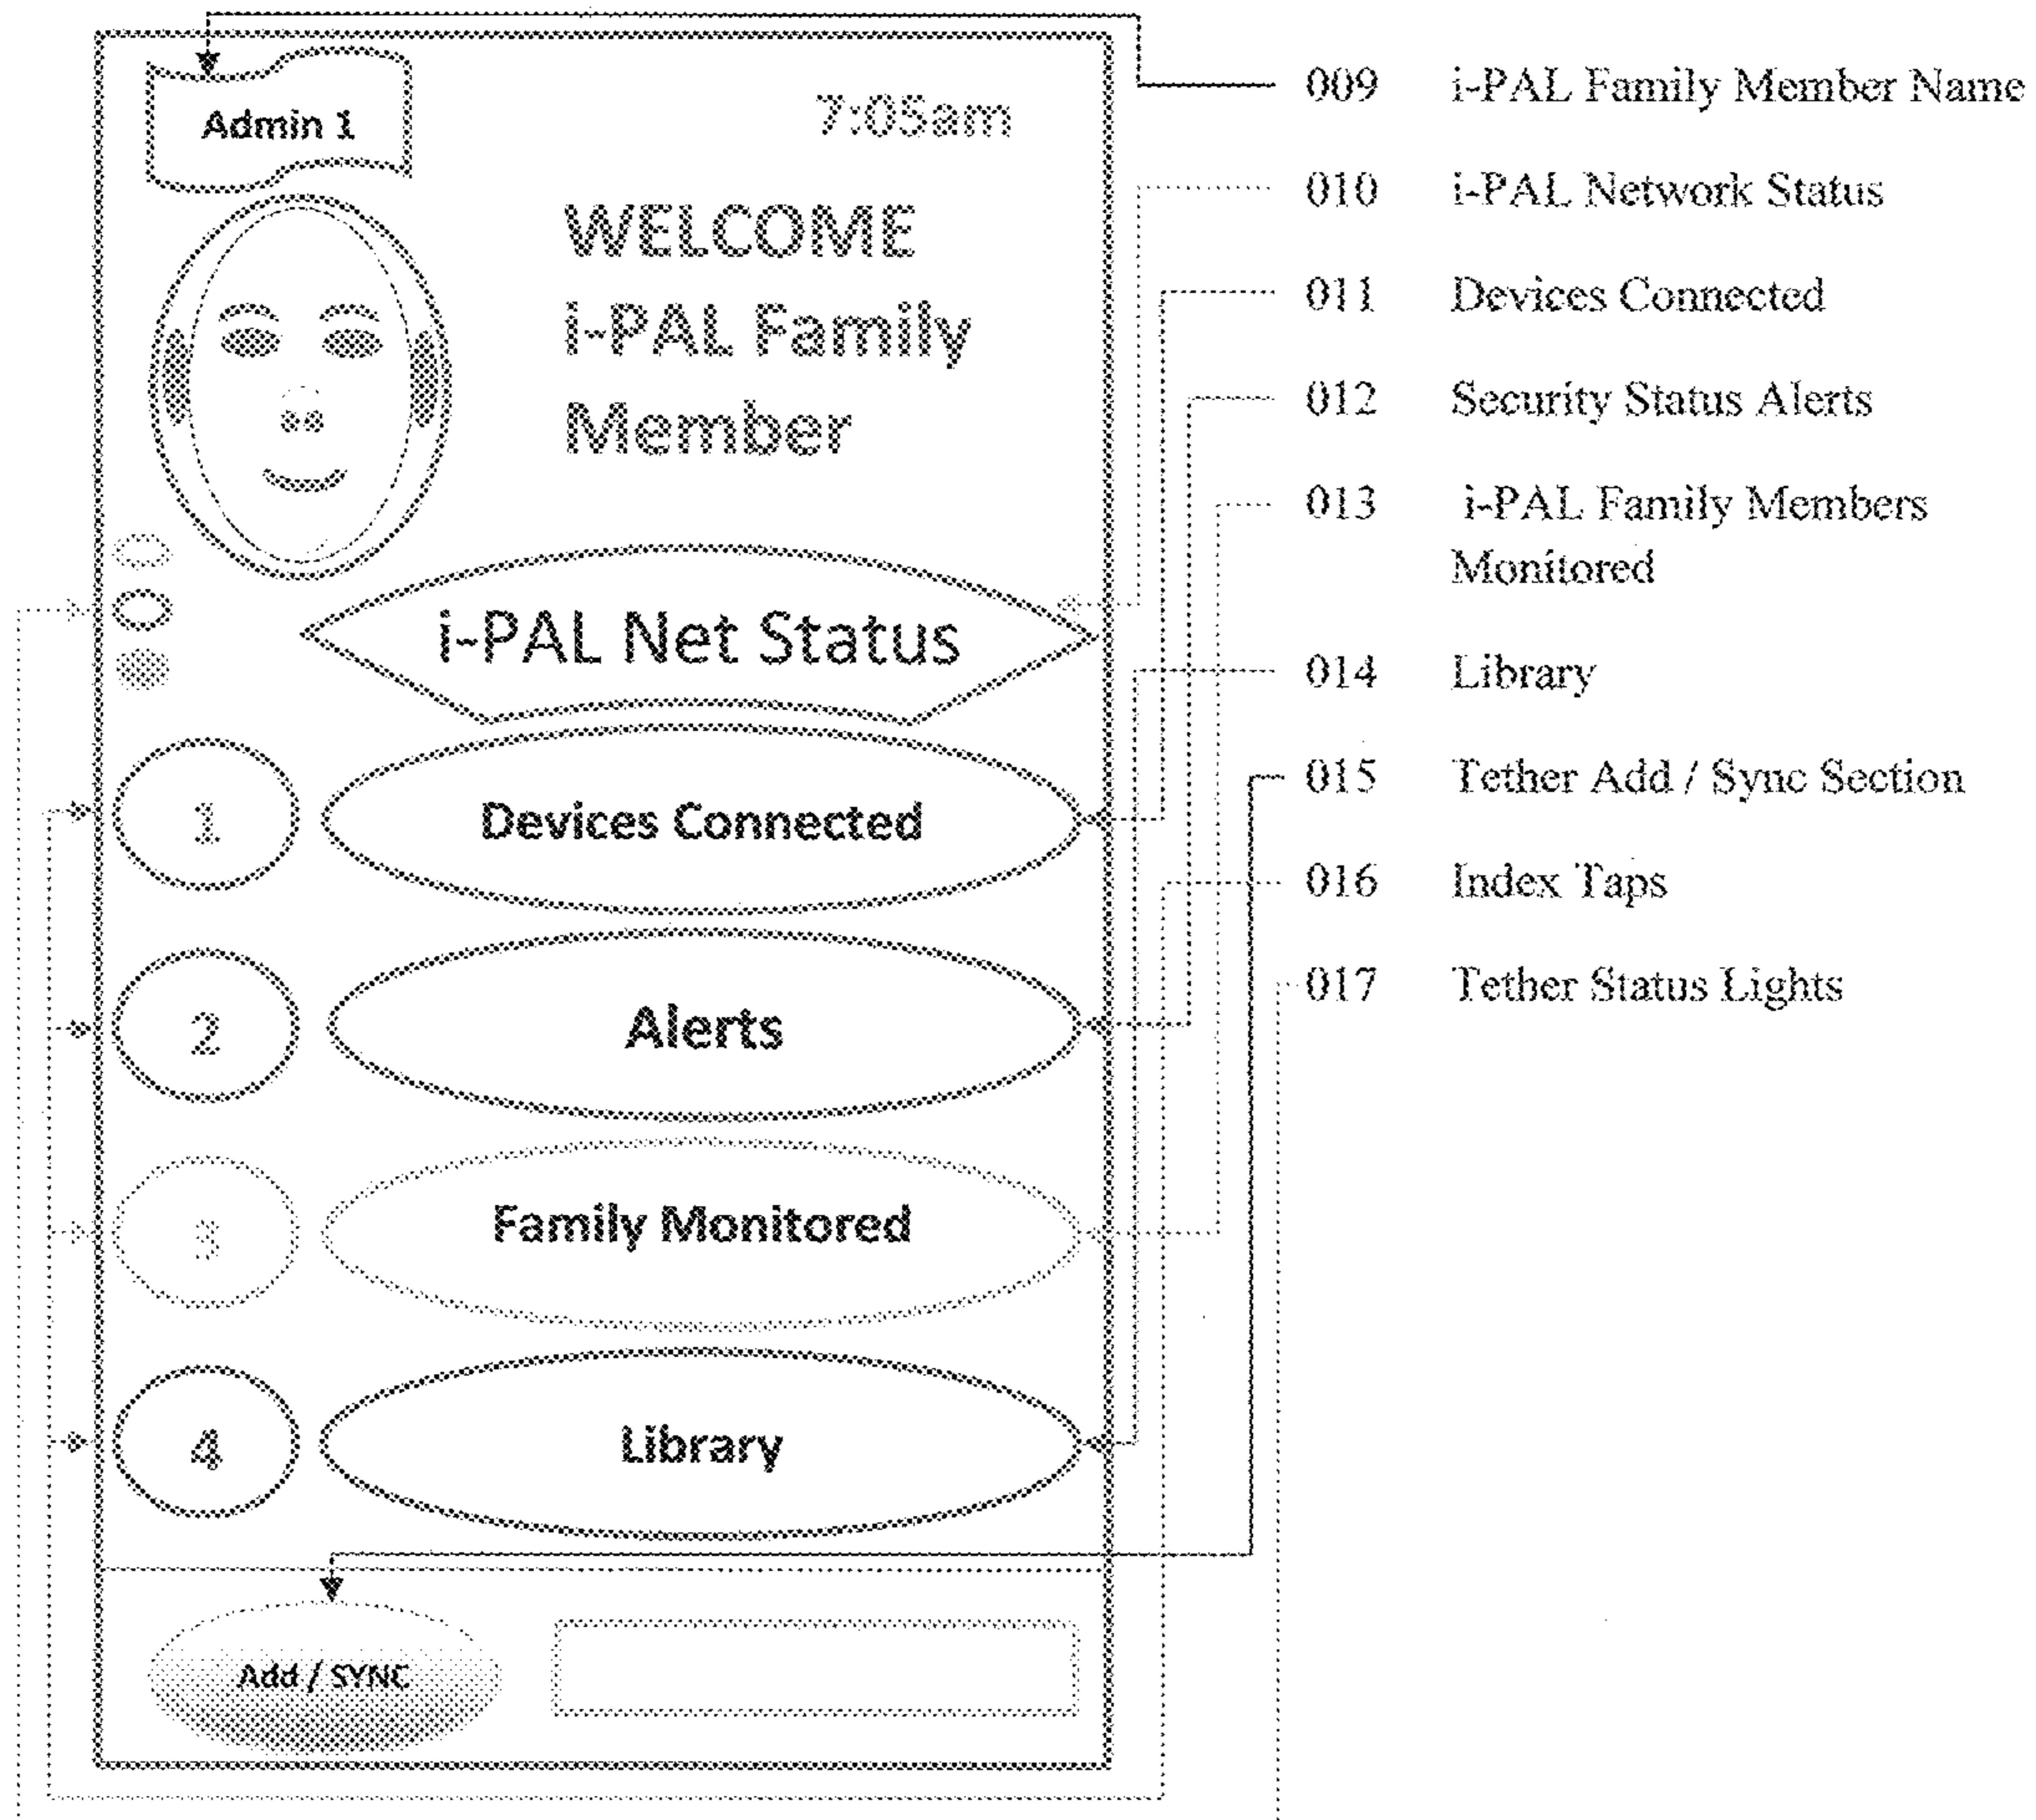 Admin 1
7:05am
WELCOME
i-PAL Family
Member
i-PAL Net Status
1 Devices Connected
2 Alerts
3 Family Monitored
4 Library
Add / SYNC
009 i-PAL Family Member Name
010 i-PAL Network Status
011 Devices Connected
012 Security Status Alerts
013 i-PAL Family Members
Monitored
014 Library
015 Tether Add / Sync Section
016 Index Taps
017 Tether Status Lights